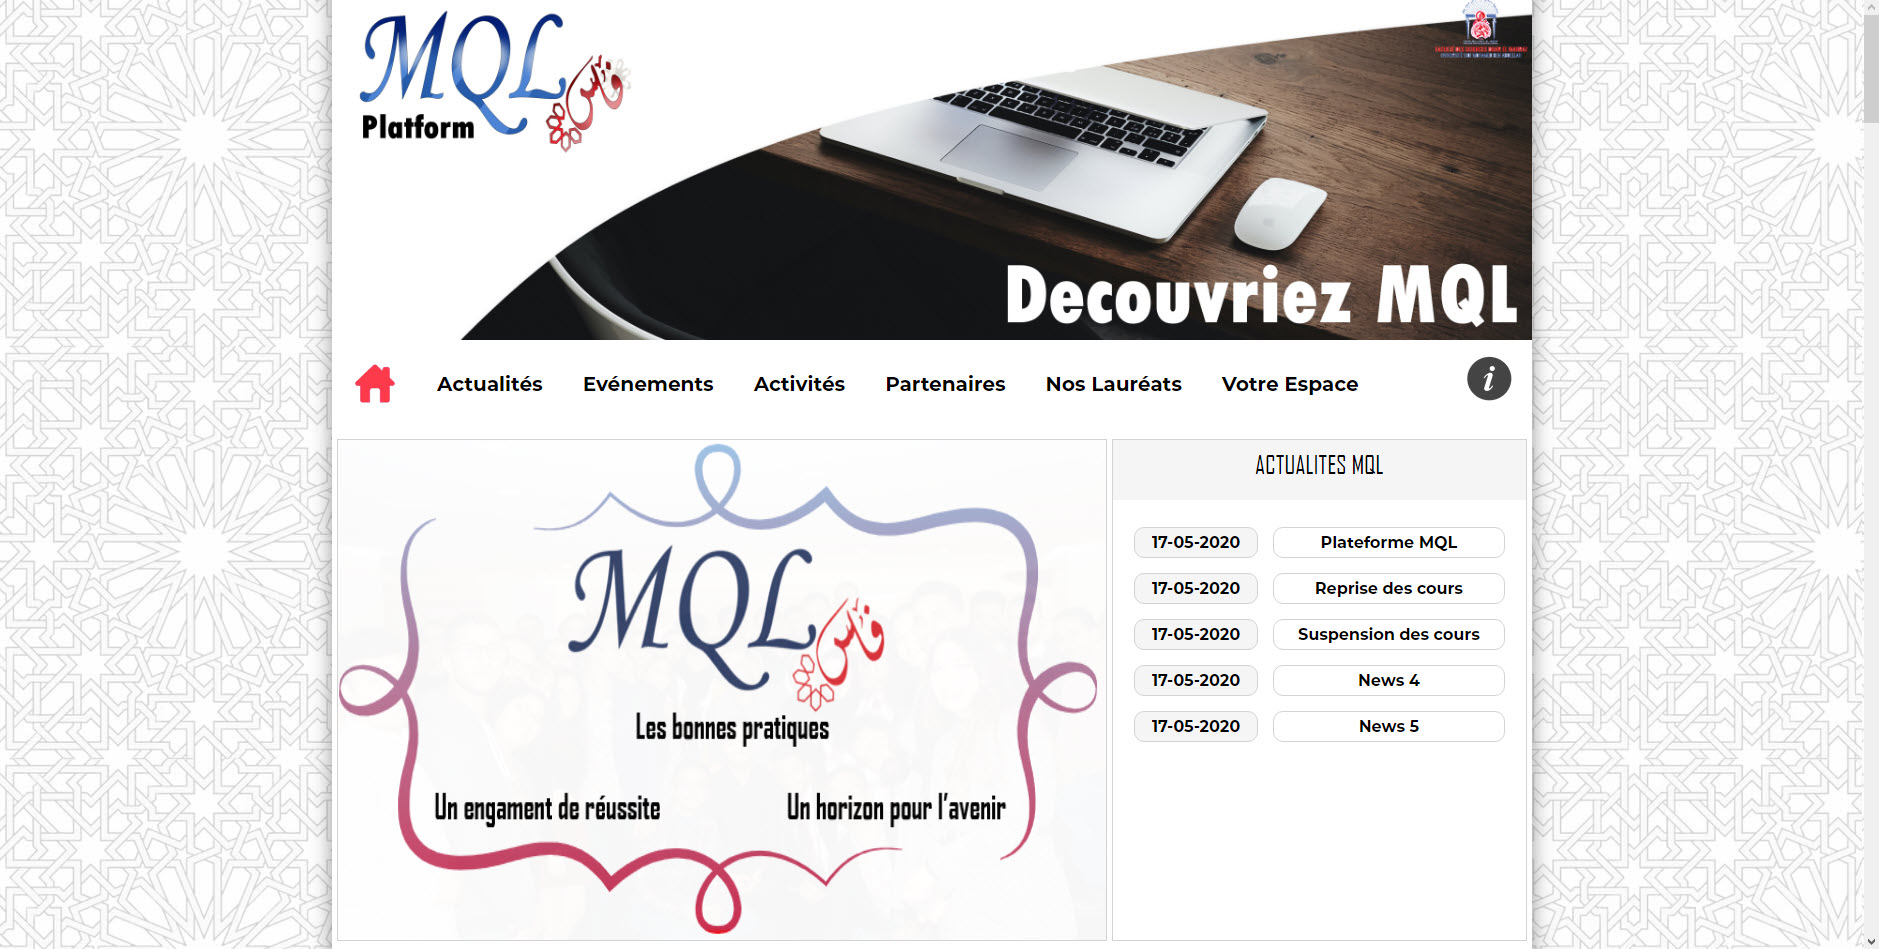 MQL
فاس
Platform
Decouvriez MQL
Actualités
Evénements
Activités
Partenaires
Nos Lauréats
Votre Espace
i
ACTUALITES MQL
17-05-2020 Plateforme MQL
17-05-2020 Reprise des cours
17-05-2020 Suspension des cours
17-05-2020 News 4
17-05-2020 News 5
MQL
فاس
Les bonnes pratiques
Un engament de réussite
Un horizon pour l'avenir